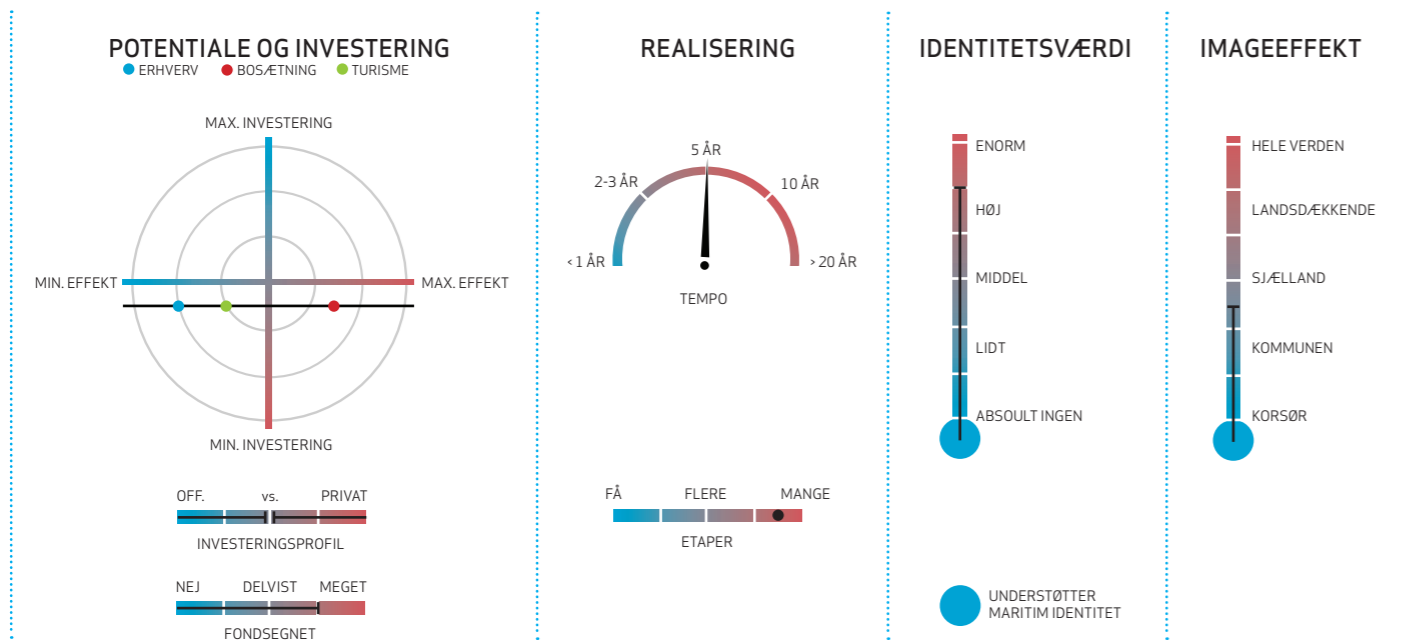 POTENTIALE OG INVESTERING
ERHVERV BOSÆTNING TURISME
MAX. INVESTERING
MIN. EFFEKT
MAX. EFFEKT
MIN. INVESTERING
OFF. vs. PRIVAT
INVESTERINGSPROFIL
NEJ DELVIST MEGET
FONDSEGNET
REALISERING
5 ÅR
2-3 ÅR
10 ÅR
<1 ÅR
>20 ÅR
TEMPO
FÅ FLERE MANGE
ETAPER
IDENTITETSVÆRDI
ENORM
HØJ
MIDDEL
LIDT
ABSOULT INGEN
UNDERSTØTTER
MARITIM IDENTITET
IMAGEEFFEKT
HELE VERDEN
LANDSDÆKKENDE
SJÆLLAND
KOMMUNEN
KORSØR